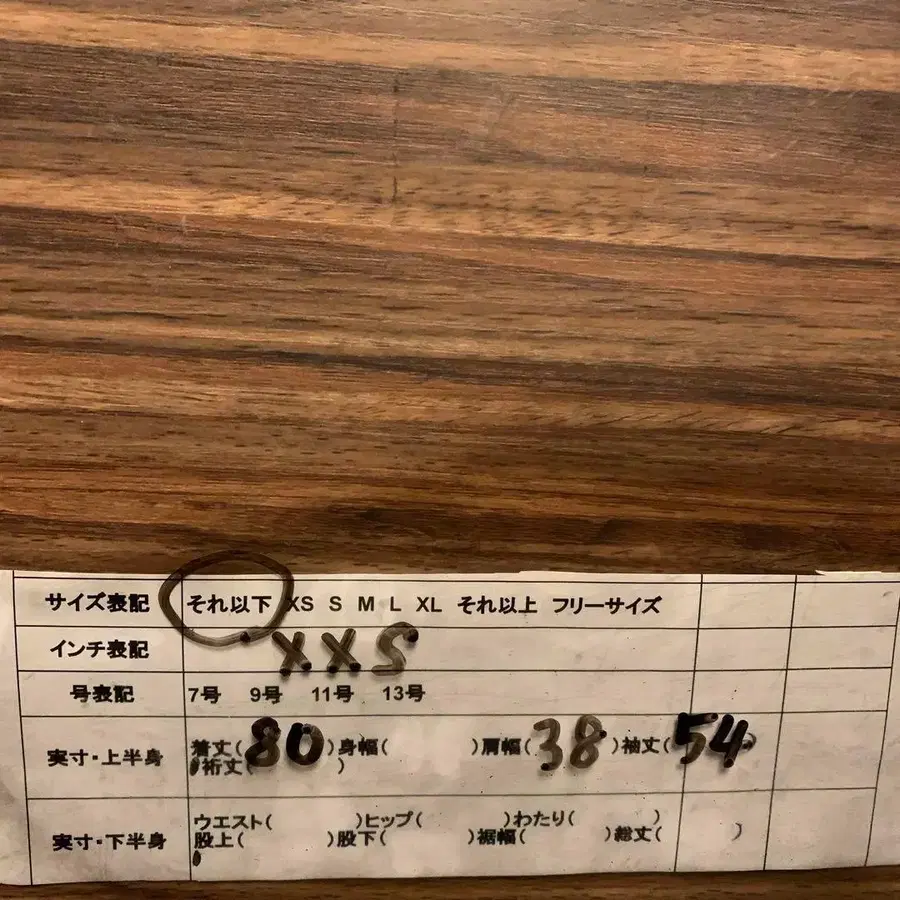 サイズ表記 それ以下 XS S M L XL それ以上 フリーサイズ
インチ表記 XXS
号表記 7号 9号 11号 13号
実寸・上半身 着丈(80)身幅( )肩幅(38)袖丈(54)
裄丈( )
実寸・下半身 ウエスト( )ヒップ( )わたり( )
股上( )股下( )裾幅( )総丈( )